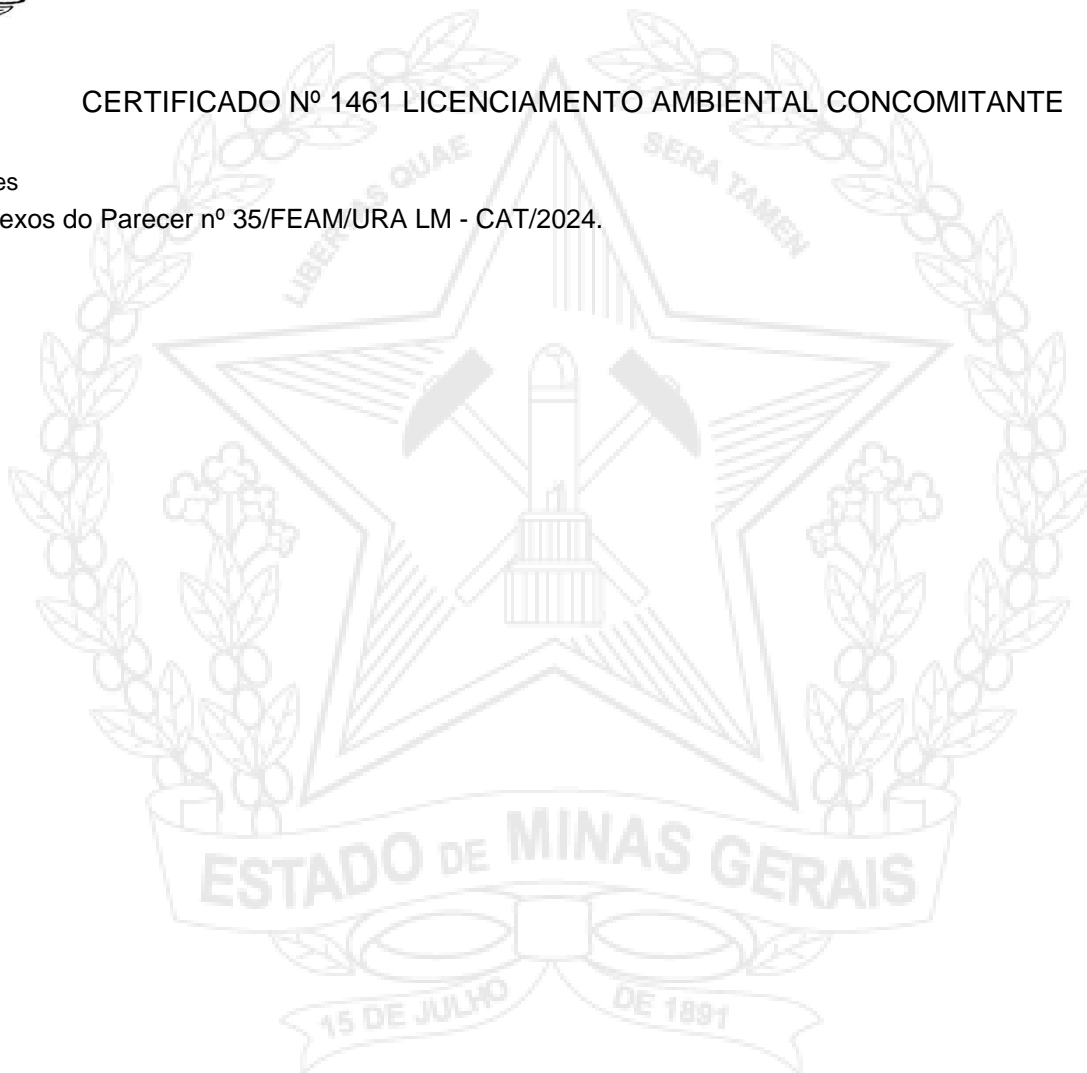 CERTIFICADO Nº 1461 LICENCIAMENTO AMBIENTAL CONCOMITANTE
es
exos do Parecer nº 35/FEAM/URA LM - CAT/2024.
LIBERTAS QUAE SERA TAMEN
ESTADO DE MINAS GERAIS
15 DE JULHO DE 1891